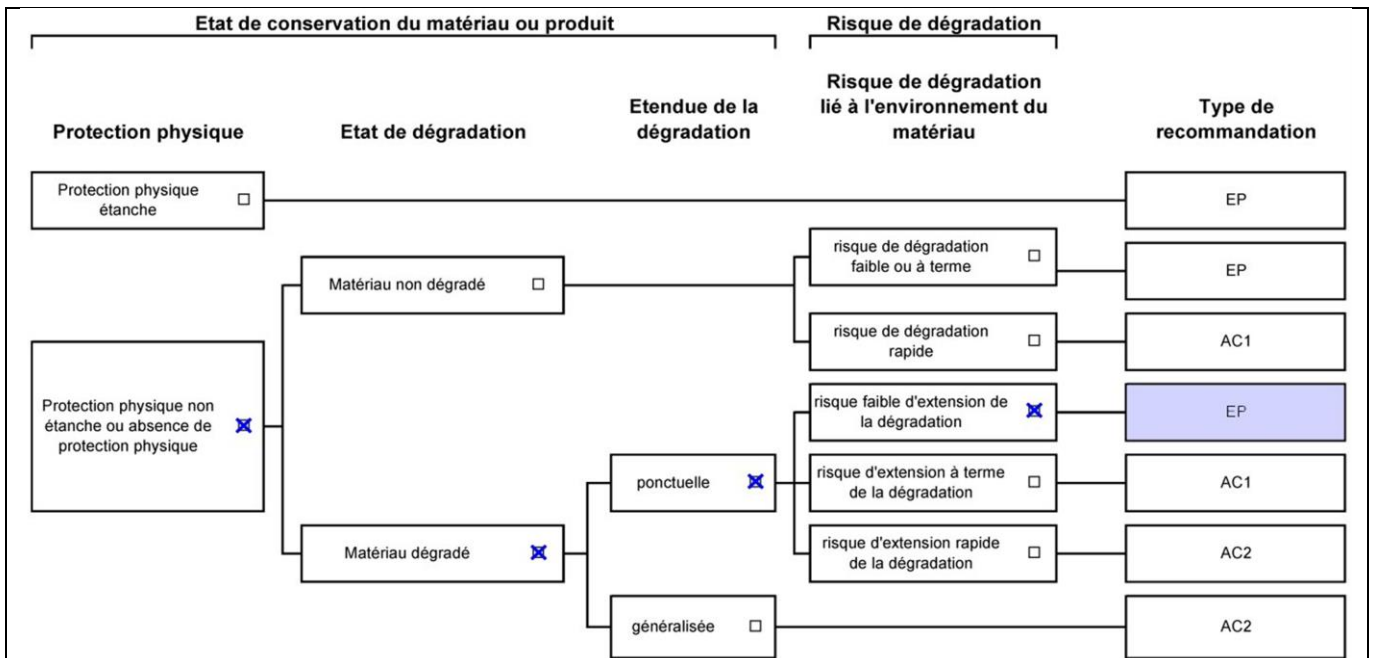 Etat de conservation du matériau ou produit
Risque de dégradation
Protection physique
Etat de dégradation
Etendue de la
dégradation
Risque de dégradation
lié à l'environnement du
matériau
Type de
recommandation
Protection physique
étanche
EP
Matériau non dégradé
risque de dégradation
faible ou à terme
EP
risque de dégradation
rapide
AC1
Protection physique non
étanche ou absence de
protection physique
risque faible d'extension de
la dégradation
EP
ponctuelle
risque d'extension à terme
de la dégradation
AC1
Matériau dégradé
risque d'extension rapide
de la dégradation
AC2
généralisée
AC2